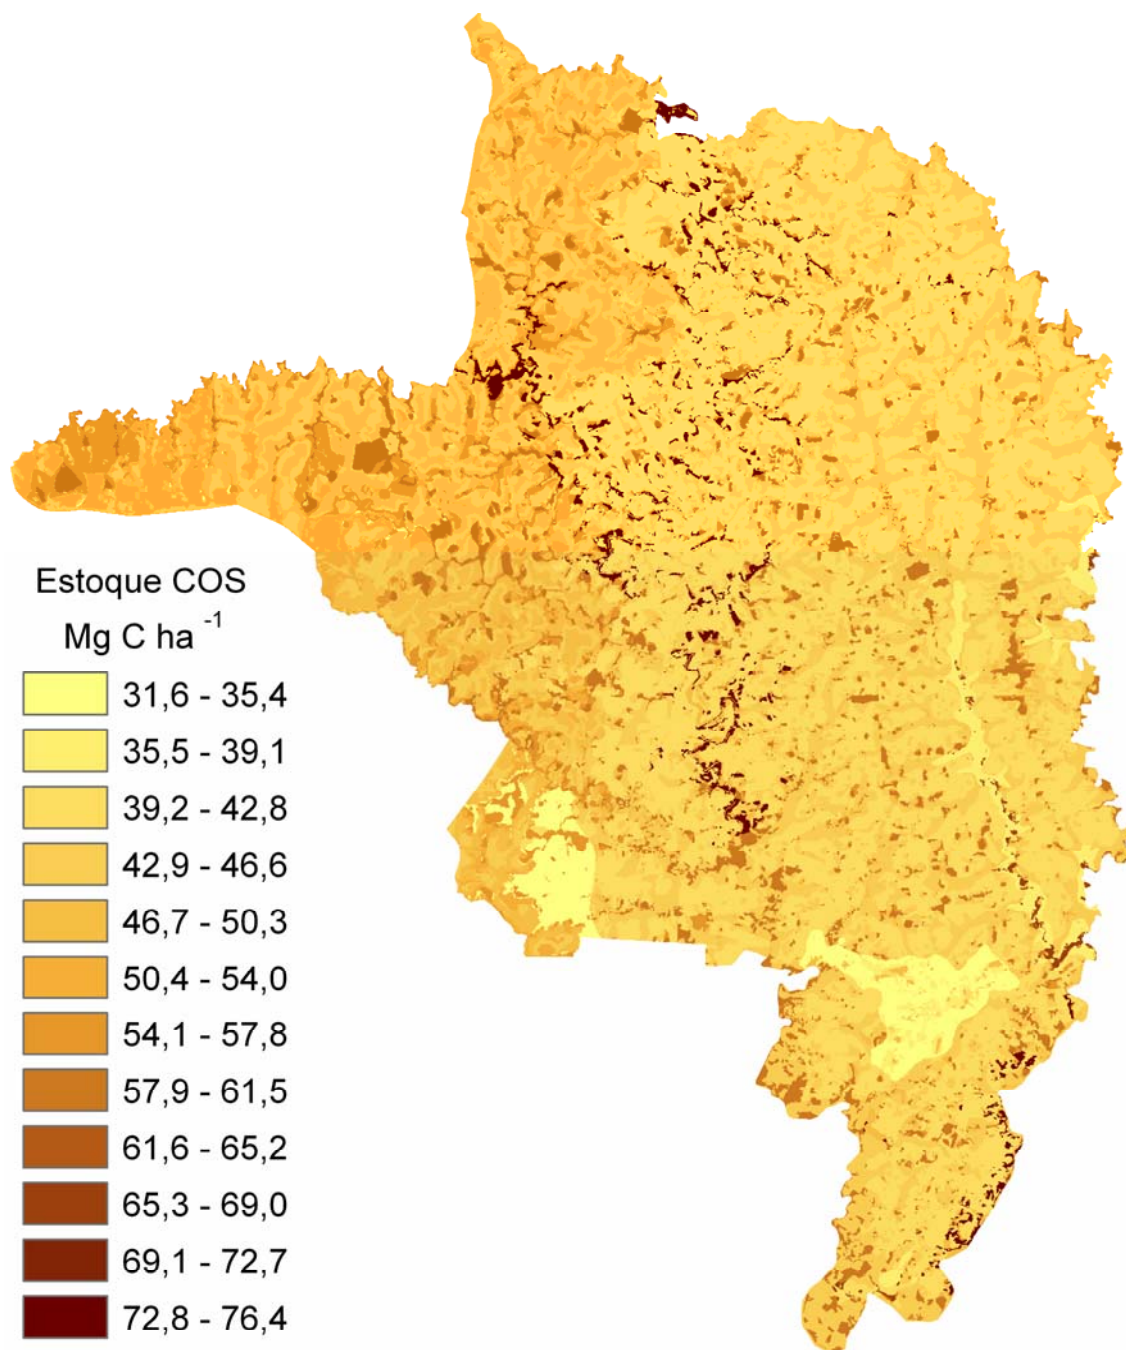 Estoque COS
Mg C ha -1
31,6 - 35,4
35,5 - 39,1
39,2 - 42,8
42,9 - 46,6
46,7 - 50,3
50,4 - 54,0
54,1 - 57,8
57,9 - 61,5
61,6 - 65,2
65,3 - 69,0
69,1 - 72,7
72,8 - 76,4